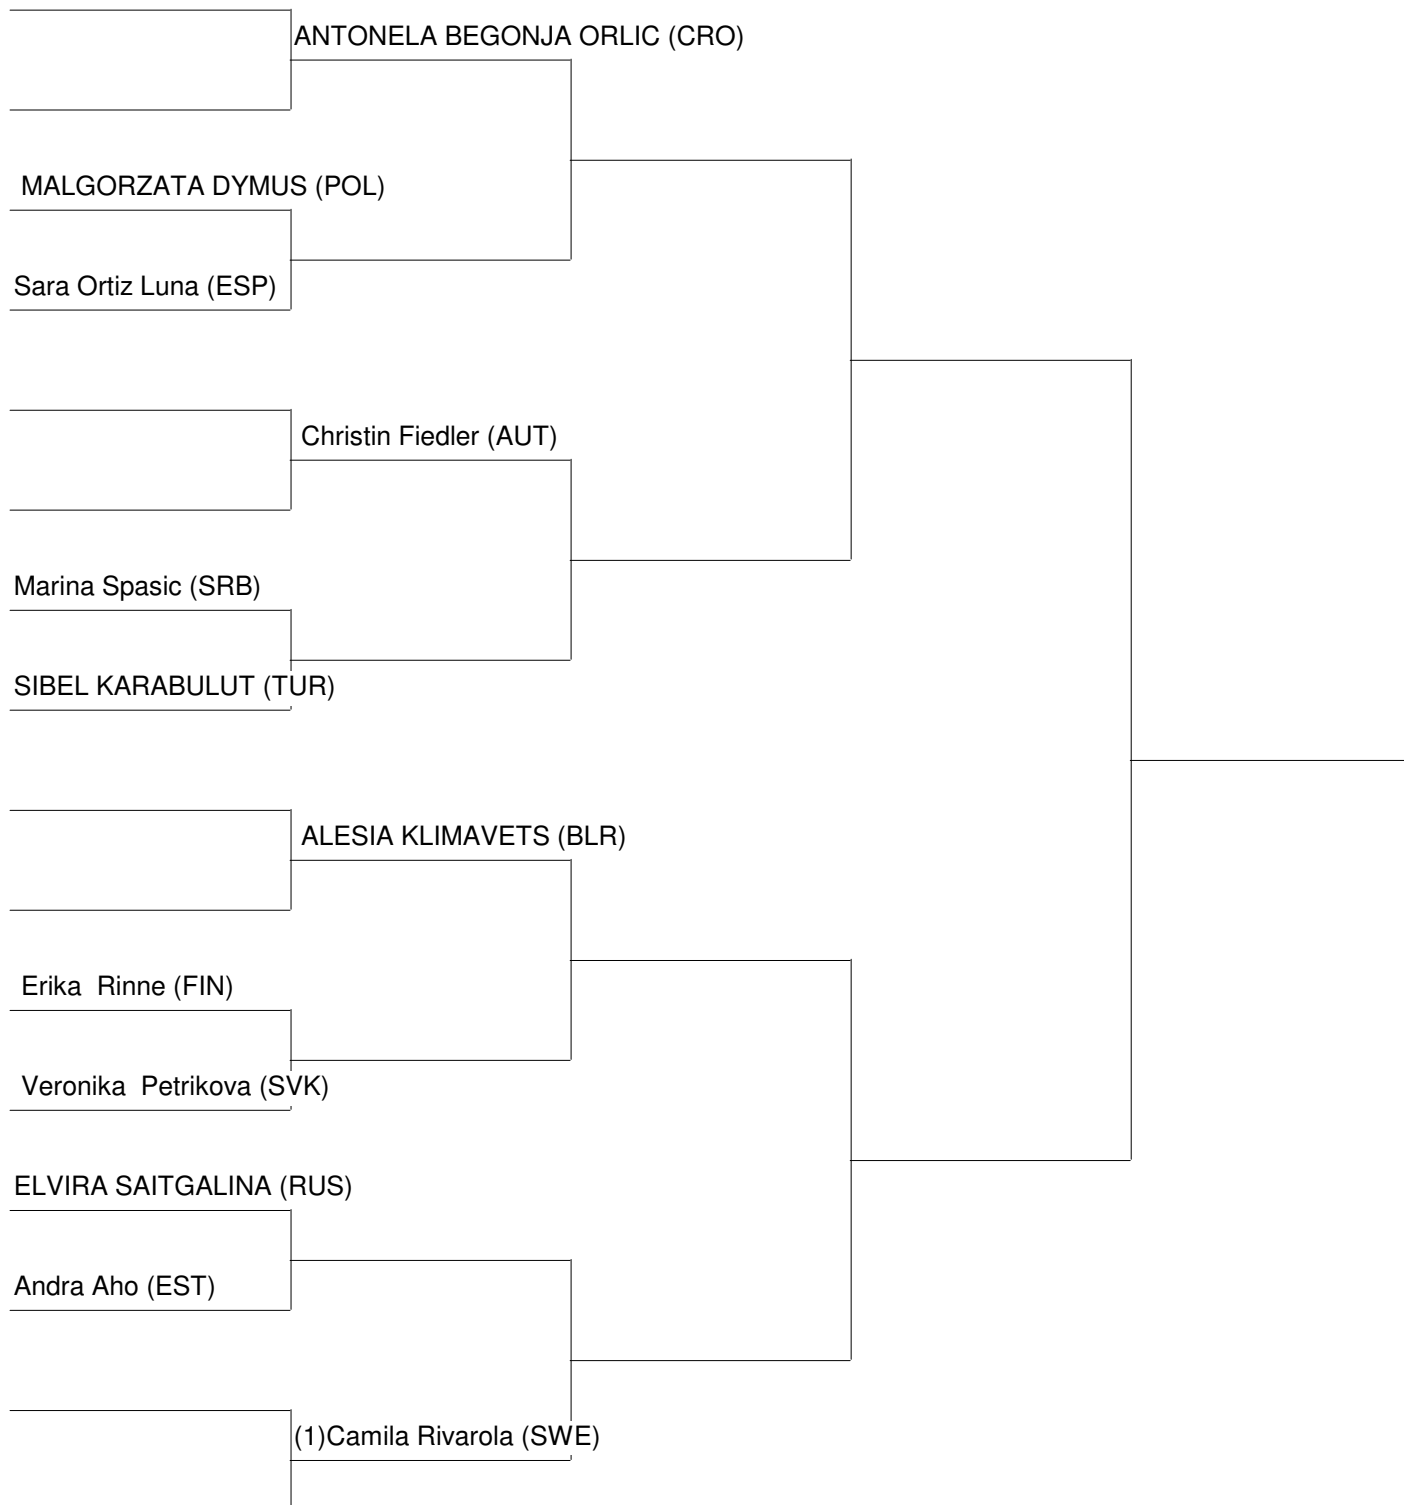 ANTONELA BEGONJA ORLIC (CRO)
MALGORZATA DYMUS (POL)
Sara Ortiz Luna (ESP)
Christin Fiedler (AUT)
Marina Spasic (SRB)
SIBEL KARABULUT (TUR)
ALESIA KLIMAVETS (BLR)
Erika  Rinne (FIN)
Veronika  Petrikova (SVK)
ELVIRA SAITGALINA (RUS)
Andra Aho (EST)
(1)Camila Rivarola (SWE)